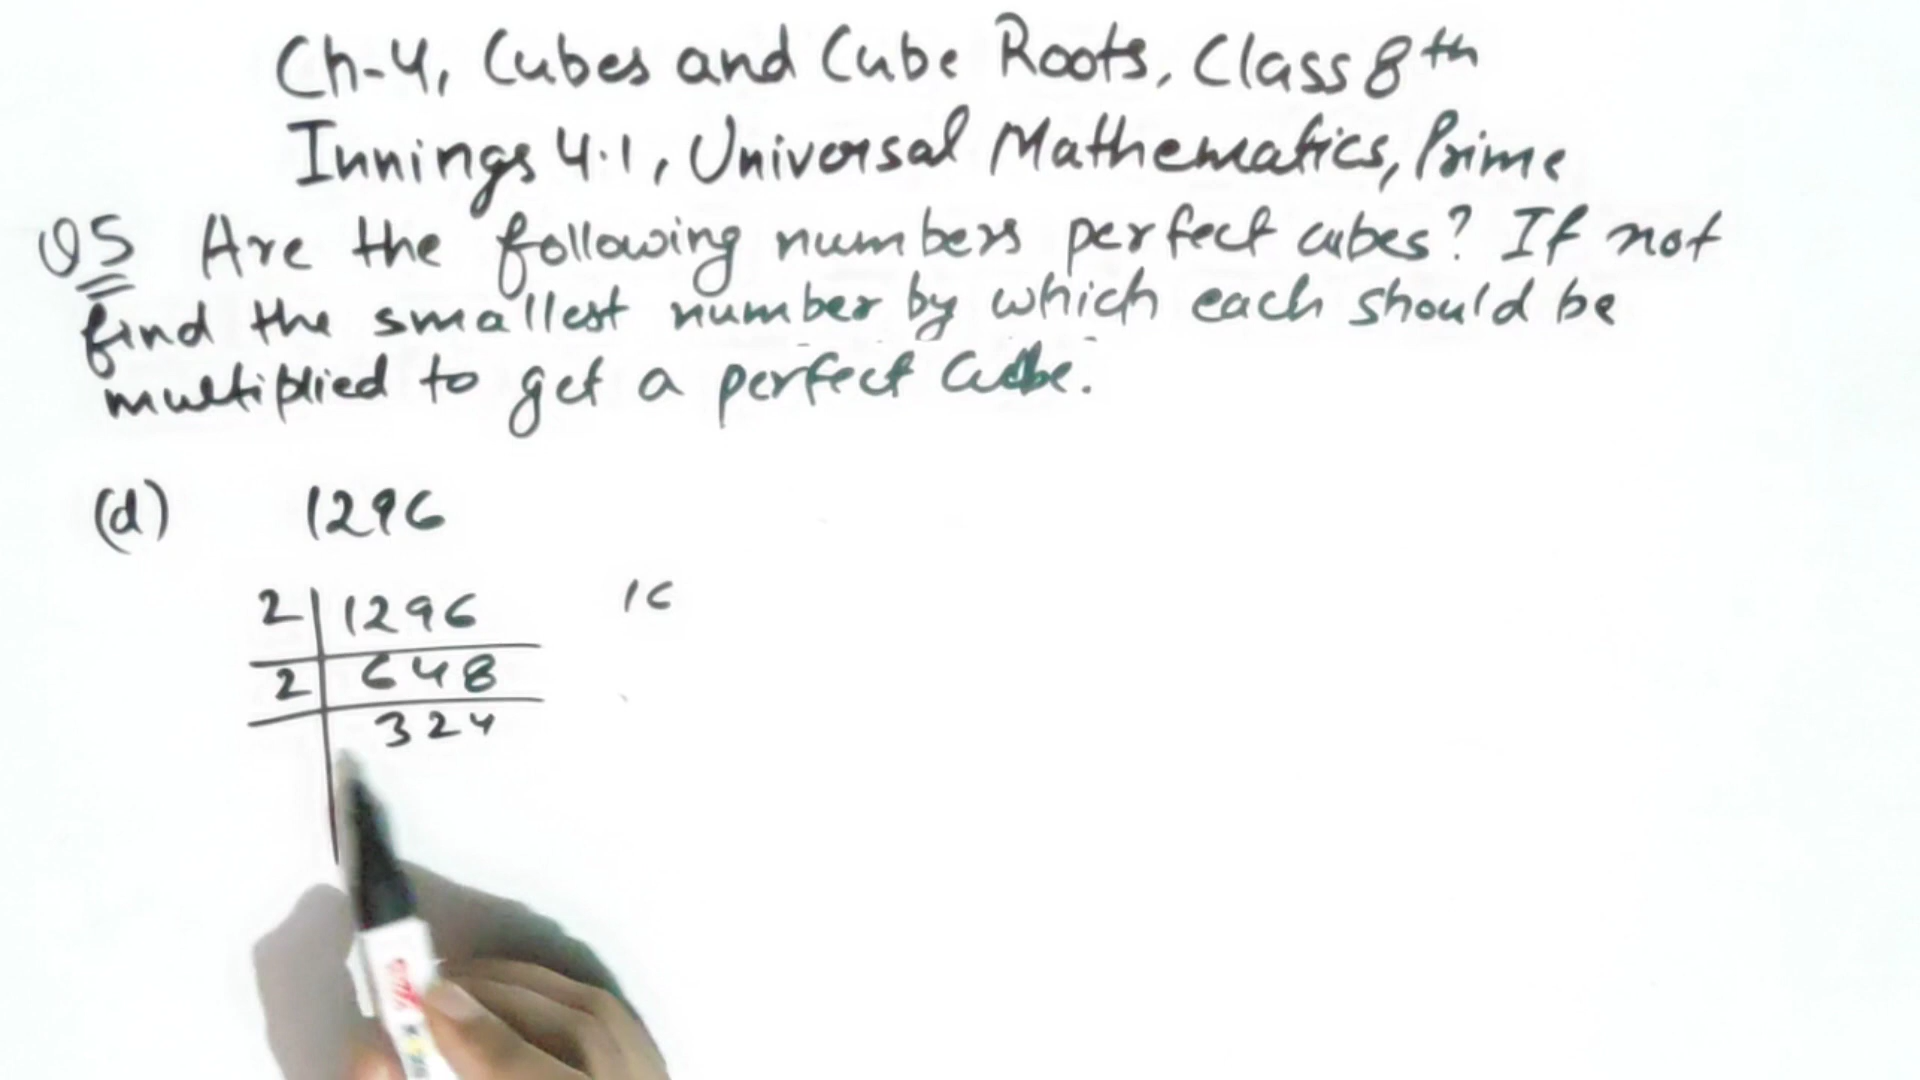 Ch-4, Cubes and Cube Roots, Class 8th
Innings 4.1, Universal Mathematics, Prime
Q5 Are the following numbers perfect cubes? If not
find the smallest number by which each should be
multiplied to get a perfect Cube.
(d) 1296
2 1296 16
2 648
324